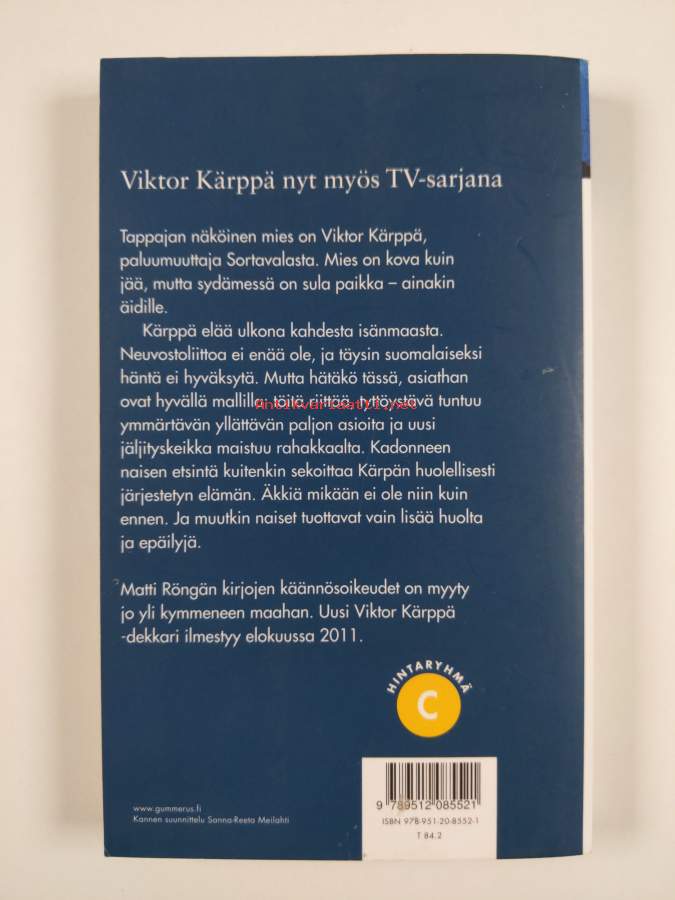 Viktor Kärppä nyt myös TV-sarjana
Tappajan näköinen mies on Viktor Kärppä,
paluumuuttaja Sortavalasta. Mies on kova kuin
jää, mutta sydämessä on sula paikka – ainakin
äidille.
Kärppä elää ulkona kahdesta isänmaasta.
Neuvostoliittoa ei enää ole, ja täysin suomalaiseksi
häntä ei hyväksytä. Mutta hätäkö tässä, asiathan
ovat hyvällä mallilla: töitä riittää, tyttöystävä tuntuu
Antikvariaatti.net
ymmärtävän yllättävän paljon asioita ja uusi
jäljityskeikka maistuu rahakkaalta. Kadonneen
naisen etsintä kuitenkin sekoittaa Kärpän huolellisesti
järjestetyn elämän. Äkkiä mikään ei ole niin kuin
ennen. Ja muutkin naiset tuottavat vain lisää huolta
ja epäilyjä.
Matti Röngän kirjojen käännösoikeudet on myyty
jo yli kymmeneen maahan. Uusi Viktor Kärppä
-dekkari ilmestyy elokuussa 2011.
HINTARYHMÄ
C
www.gummerus.fi
Kannen suunnittelu Sanna-Reeta Meilahti
9 789512 085521
ISBN 978-951-20-8552-1
T 84.2